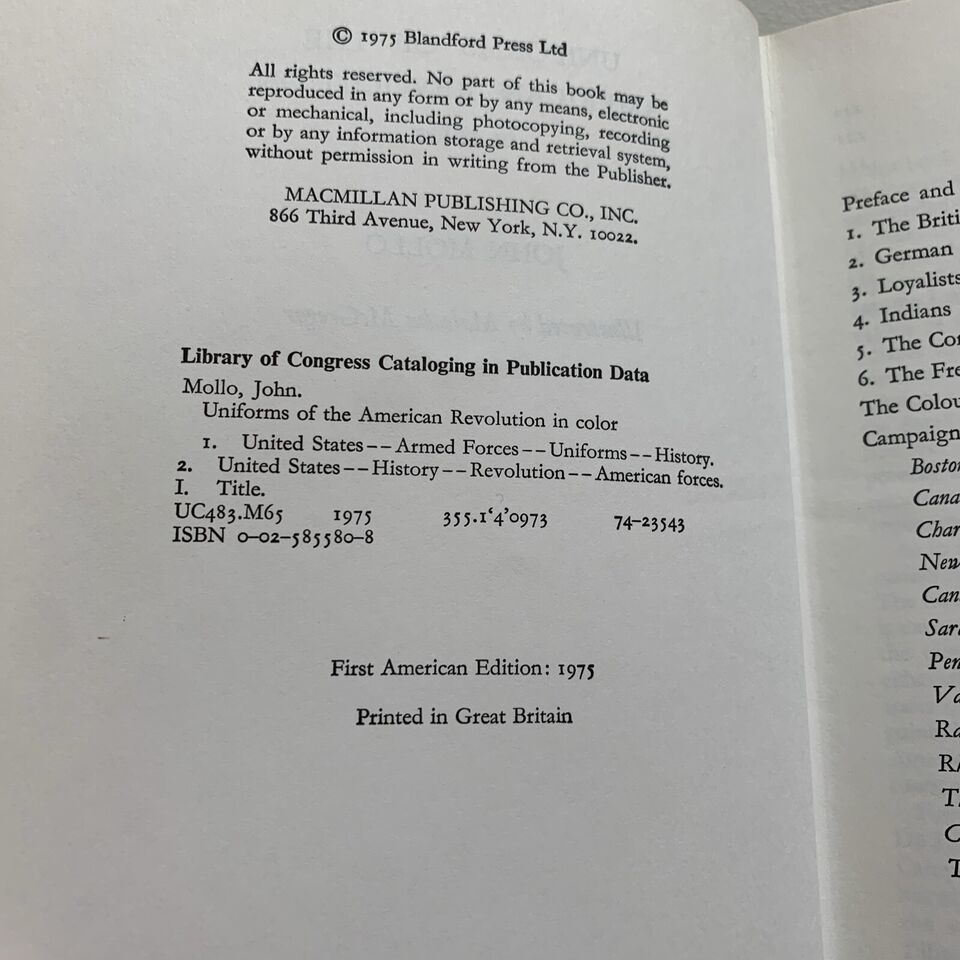 © 1975 Blandford Press Ltd
All rights reserved. No part of this book may be
reproduced in any form or by any means, electronic
or mechanical, including photocopying, recording
or by any information storage and retrieval system,
without permission in writing from the Publisher.
MACMILLAN PUBLISHING CO., INC.
866 Third Avenue, New York, N.Y. 10022.
Library of Congress Cataloging in Publication Data
Mollo, John.
Uniforms of the American Revolution in color
1. United States--Armed Forces--Uniforms--History.
2. United States--History--Revolution--American forces.
I. Title.
UC483.M65 1975 355.1‘4’0973 74-23543
ISBN 0-02-585580-8
First American Edition: 1975
Printed in Great Britain
Preface and
1. The Briti
2. German
3. Loyalists
4. Indians
5. The Co
6. The Fre
The Colou
Campaign
Boston
Cana
Char
New
Can
Sar
Pen
Va
Ra
R
T
C
T